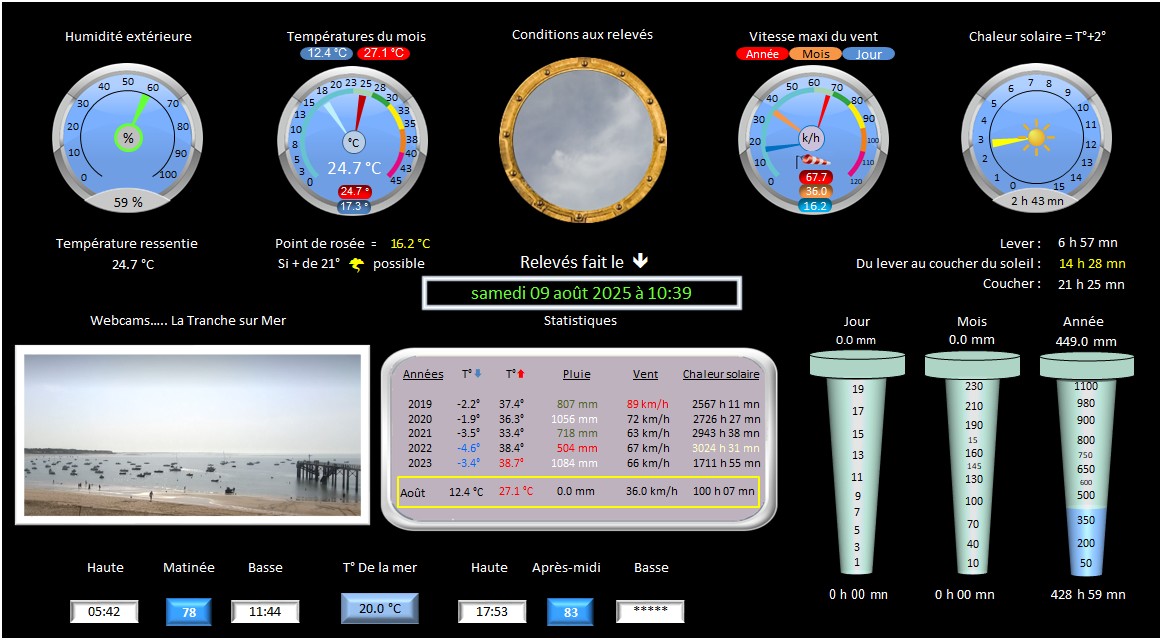 Humidité extérieure
0 10 20 30 40 50 60 70 80 90 100
%
59 %
Températures du mois
12.4 °C 27.1 °C
0 3 5 8 10 13 15 18 20 23 25 28 30 33 35 38 40 43 45
°C
24.7 °C
24.7 °
17.3 °
Conditions aux relevés
Vitesse maxi du vent
Année Mois Jour
0 10 20 30 40 50 60 70 80 90 100 110 120
k/h
67.7
36.0
16.2
Chaleur solaire = T°+2°
0 1 2 3 4 5 6 7 8 9 10 11 12 13 14 15
2 h 43 mn
Température ressentie
24.7 °C
Point de rosée = 16.2 °C
Si + de 21° possible
Relevés fait le
samedi 09 août 2025 à 10:39
Lever : 6 h 57 mn
Du lever au coucher du soleil : 14 h 28 mn
Coucher : 21 h 25 mn
Webcams..... La Tranche sur Mer
Statistiques
Années T° T° Pluie Vent Chaleur solaire
2019 -2.2° 37.4° 807 mm 89 km/h 2567 h 11 mn
2020 -1.9° 36.3° 1056 mm 72 km/h 2726 h 27 mn
2021 -3.5° 33.4° 718 mm 63 km/h 2943 h 38 mn
2022 -4.6° 38.4° 504 mm 67 km/h 3024 h 31 mn
2023 -3.4° 38.7° 1084 mm 66 km/h 1711 h 55 mn
Août 12.4 °C 27.1 °C 0.0 mm 36.0 km/h 100 h 07 mn
Jour
0.0 mm
19
17
15
13
11
9
7
5
3
1
0 h 00 mn
Mois
0.0 mm
230
210
190
15
160
145
130
100
70
40
10
0 h 00 mn
Année
449.0 mm
1100
980
900
800
750
650
600
500
350
200
50
428 h 59 mn
Haute Matinée Basse T° De la mer Haute Après-midi Basse
05:42 78 11:44 20.0 °C 17:53 83 *****